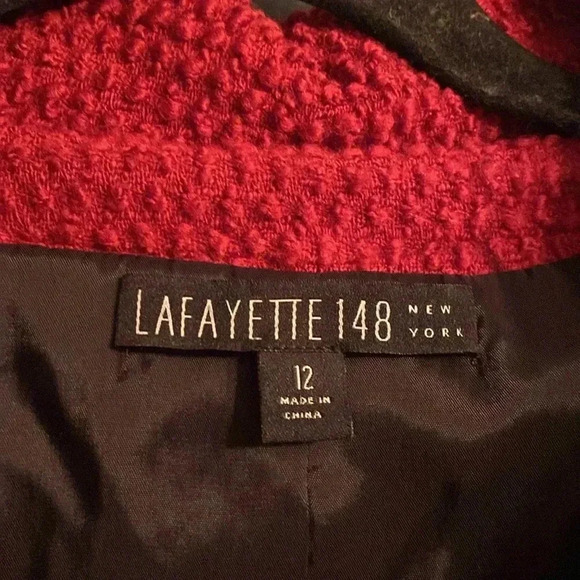 LAFAYETTE 148 NEW YORK
12
MADE IN
CHINA